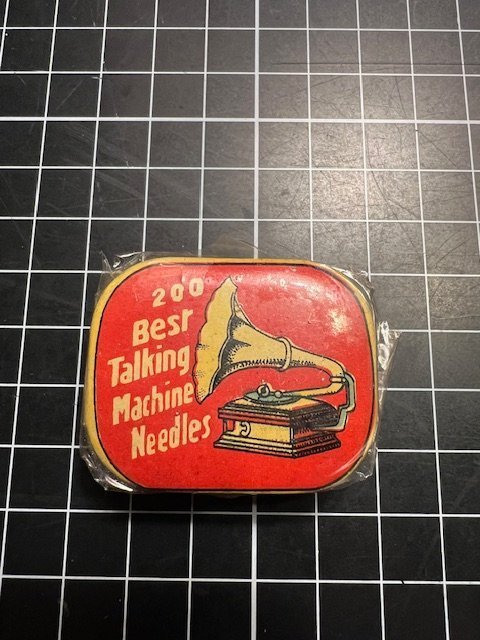 200
Best
Talking
Machine
Needles